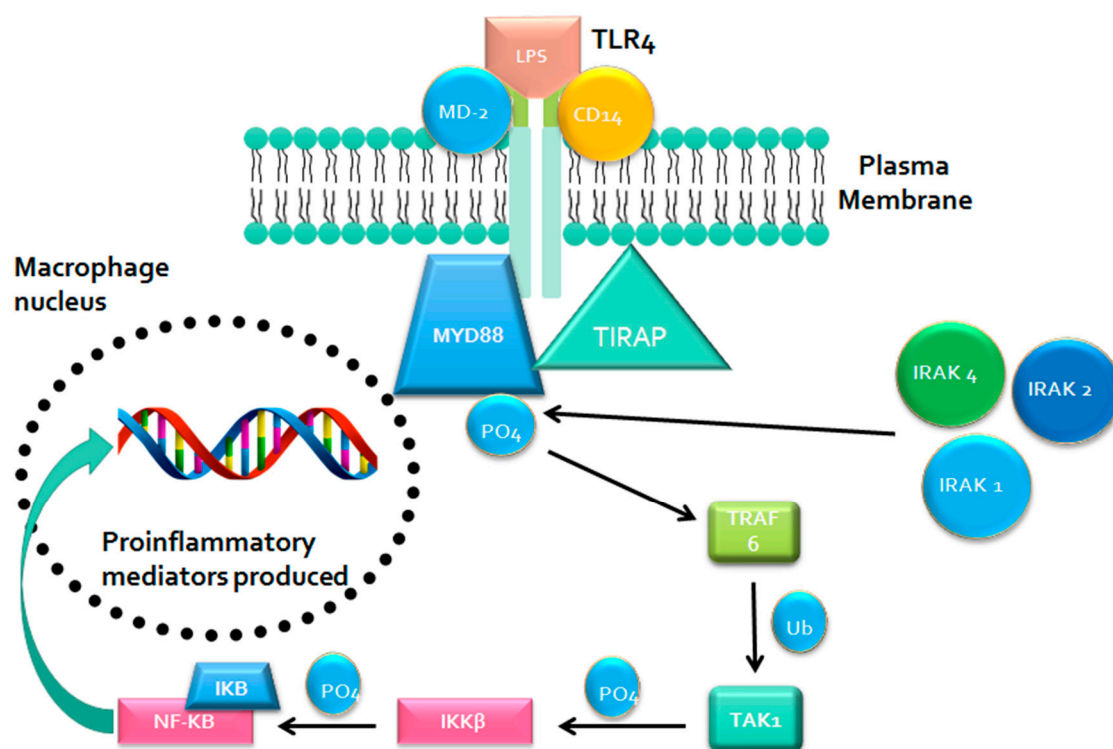 LPS
TLR4
MD-2
CD14
Plasma
Membrane
Macrophage
nucleus
MYD88
TIRAP
IRAK 4
IRAK 2
PO4
IRAK 1
TRAF
6
Proinflammatory
mediators produced
Ub
IKB
PO4
PO4
NF-KB
IKKβ
TAK1